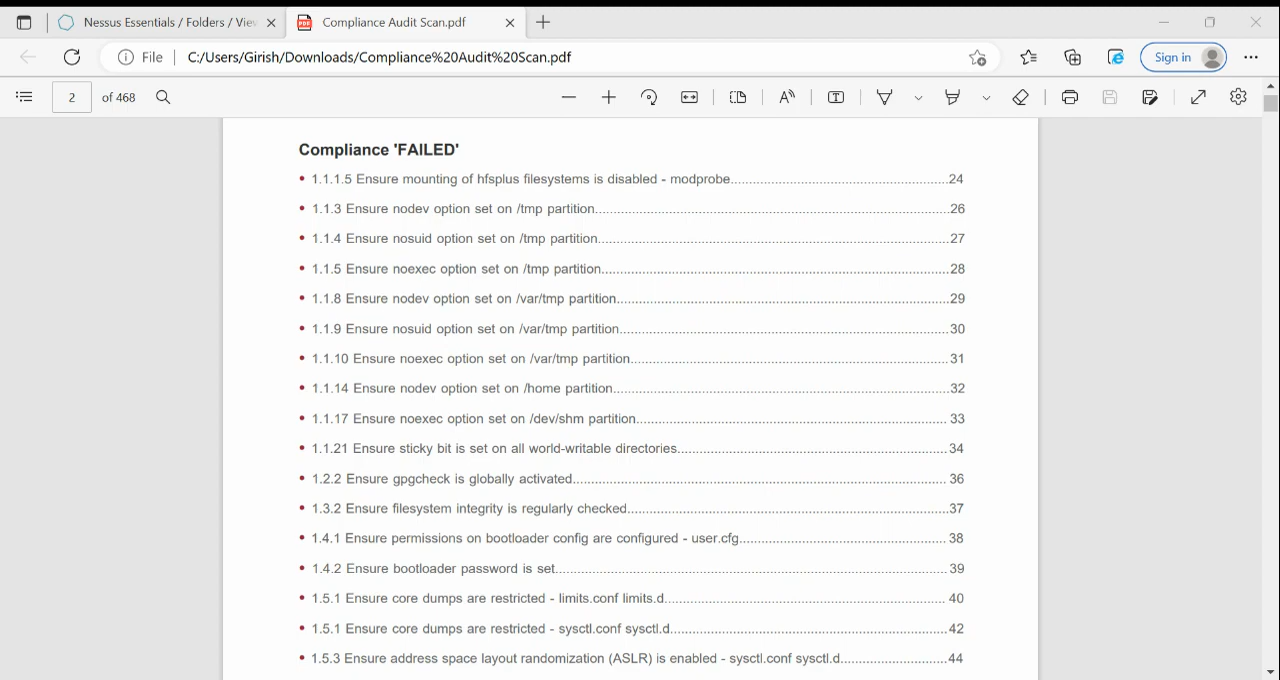 Nessus Essentials / Folders / View
Compliance Audit Scan.pdf
File
C:/Users/Girish/Downloads/Compliance%20Audit%20Scan.pdf
Sign in
2 of 468
Compliance 'FAILED'
• 1.1.1.5 Ensure mounting of hfsplus filesystems is disabled - modprobe........24
• 1.1.3 Ensure nodev option set on /tmp partition........26
• 1.1.4 Ensure nosuid option set on /tmp partition........27
• 1.1.5 Ensure noexec option set on /tmp partition........28
• 1.1.8 Ensure nodev option set on /var/tmp partition........29
• 1.1.9 Ensure nosuid option set on /var/tmp partition........30
• 1.1.10 Ensure noexec option set on /var/tmp partition........31
• 1.1.14 Ensure nodev option set on /home partition........32
• 1.1.17 Ensure noexec option set on /dev/shm partition........33
• 1.1.21 Ensure sticky bit is set on all world-writable directories........34
• 1.2.2 Ensure gpgcheck is globally activated........36
• 1.3.2 Ensure filesystem integrity is regularly checked........37
• 1.4.1 Ensure permissions on bootloader config are configured - user.cfg........38
• 1.4.2 Ensure bootloader password is set........39
• 1.5.1 Ensure core dumps are restricted - limits.conf limits.d........40
• 1.5.1 Ensure core dumps are restricted - sysctl.conf sysctl.d........42
• 1.5.3 Ensure address space layout randomization (ASLR) is enabled - sysctl.conf sysctl.d........44